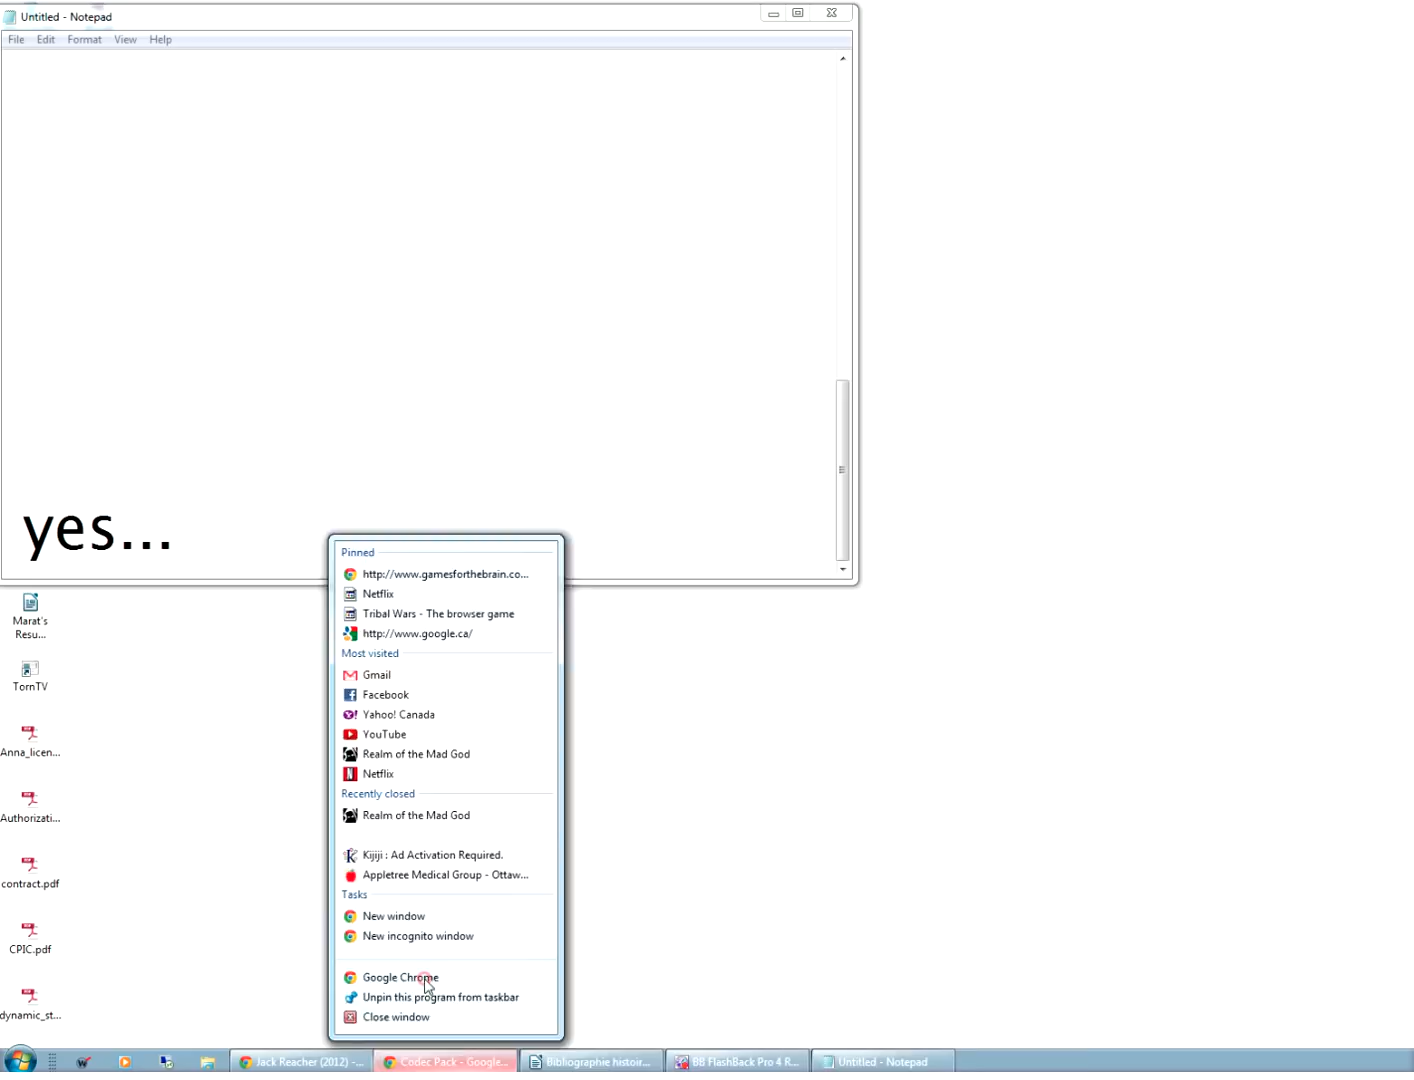 Untitled - Notepad
File Edit Format View Help
yes...
Marat's
Resu...
TornTV
Anna_licen...
Authorizati...
contract.pdf
CPIC.pdf
dynamic_st...
Pinned
http://www.gamesforthebrain.co...
Netflix
Tribal Wars - The browser game
http://www.google.ca/
Most visited
Gmail
Facebook
Yahoo! Canada
YouTube
Realm of the Mad God
Netflix
Recently closed
Realm of the Mad God
Kijiji : Ad Activation Required.
Appletree Medical Group - Ottaw...
Tasks
New window
New incognito window
Google Chrome
Unpin this program from taskbar
Close window
Jack Reacher (2012) -... Codec Pack - Google... Bibliographie histoir... BB FlashBack Pro 4 R... Untitled - Notepad